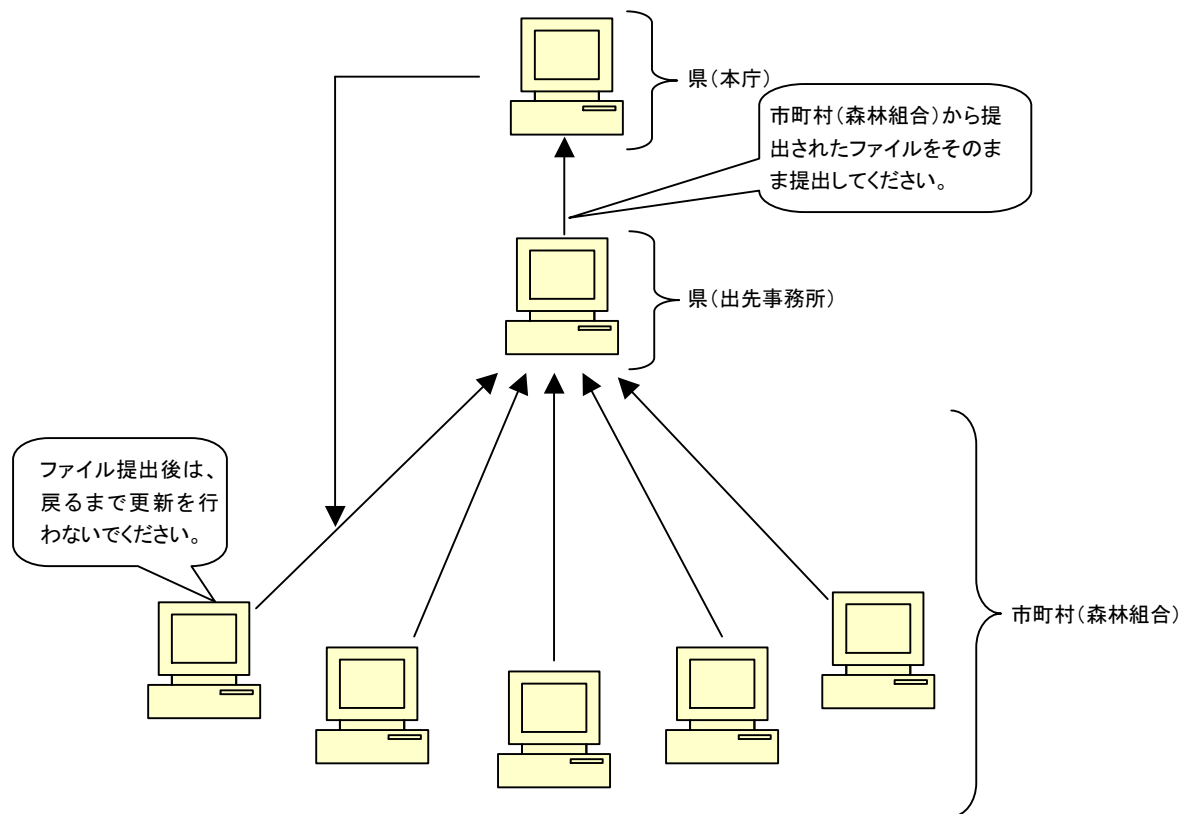 県（本庁）
市町村（森林組合）から提
出されたファイルをそのま
ま提出してください。
県（出先事務所）
ファイル提出後は、
戻るまで更新を行
わないでください。
市町村（森林組合）